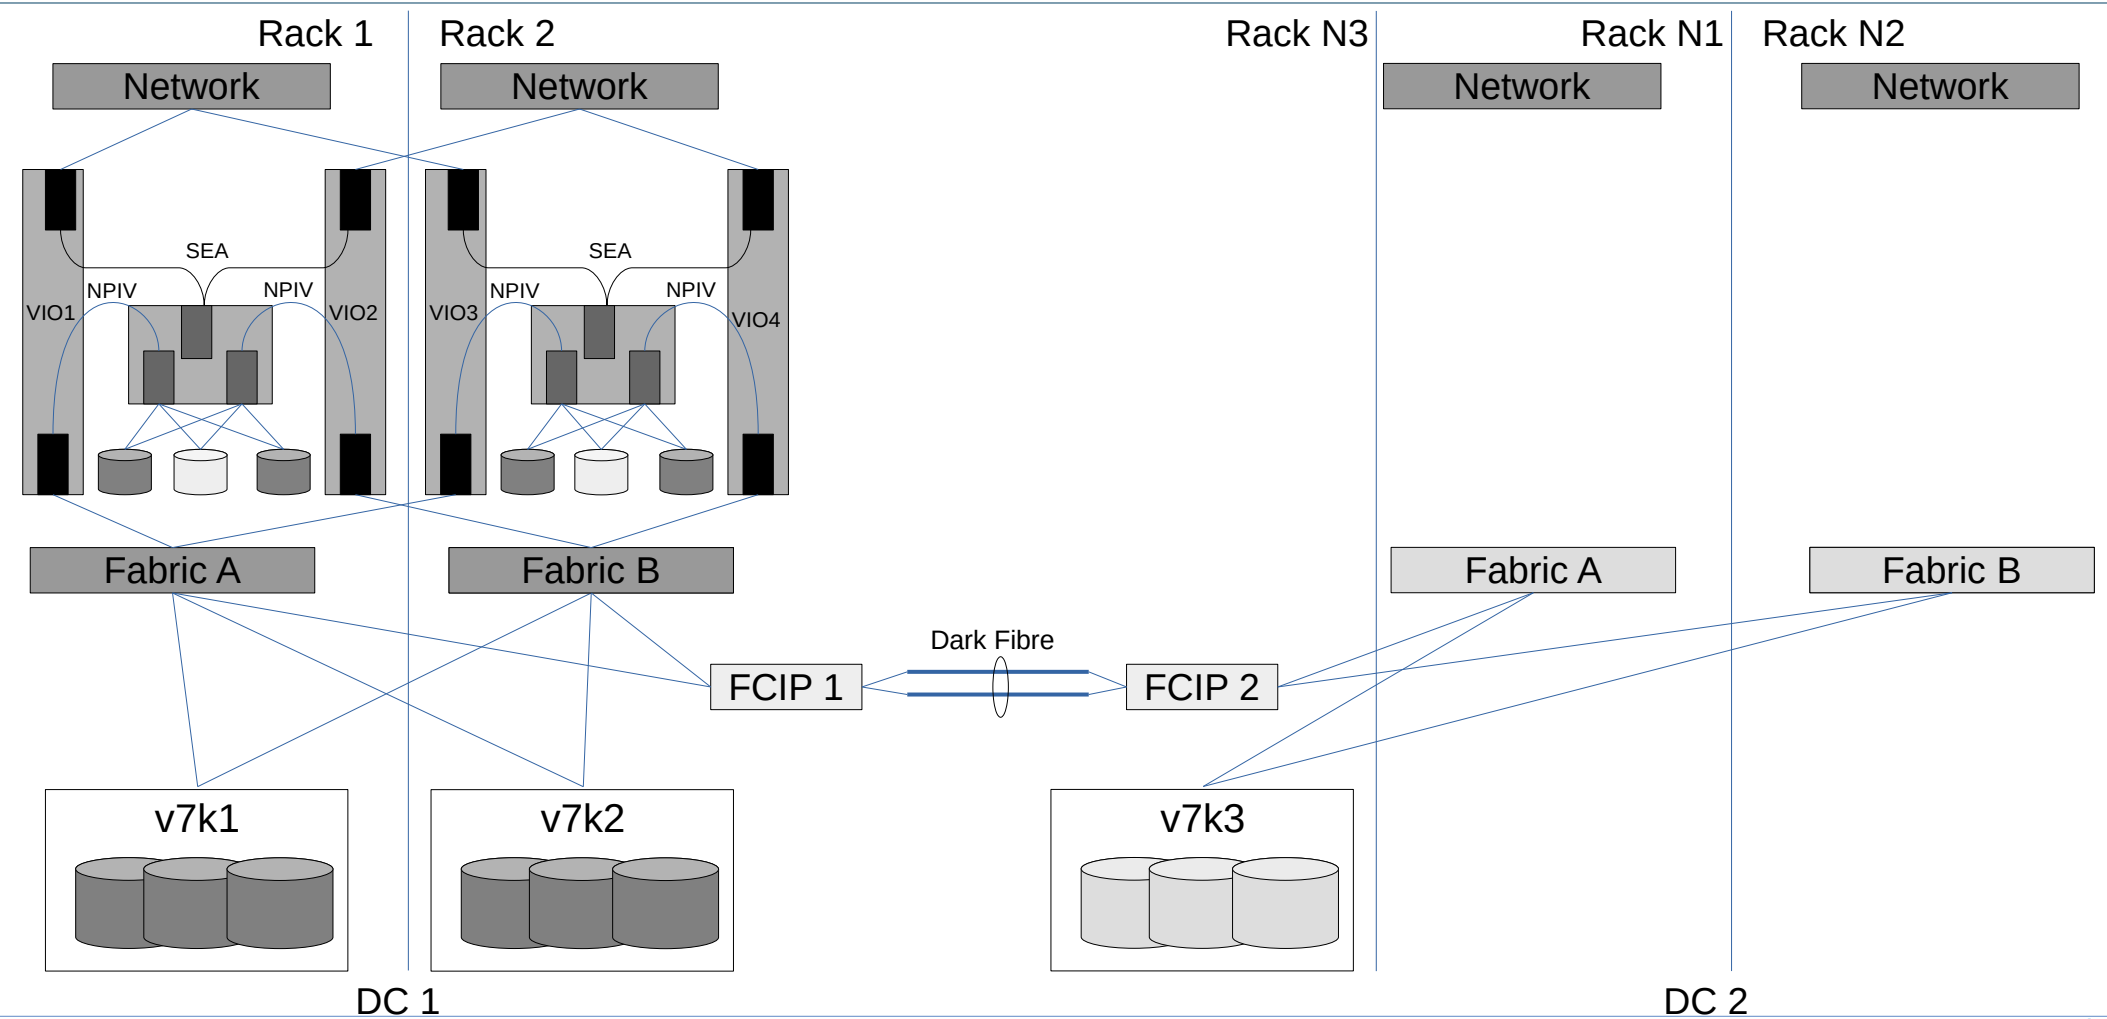 Rack 1
Rack 2
Rack N3
Rack N1
Rack N2
Network
Network
Network
Network
SEA
SEA
NPIV
NPIV
NPIV
NPIV
VIO1
VIO2
VIO3
VIO4
Fabric A
Fabric B
Fabric A
Fabric B
Dark Fibre
FCIP 1
FCIP 2
v7k1
v7k2
v7k3
DC 1
DC 2